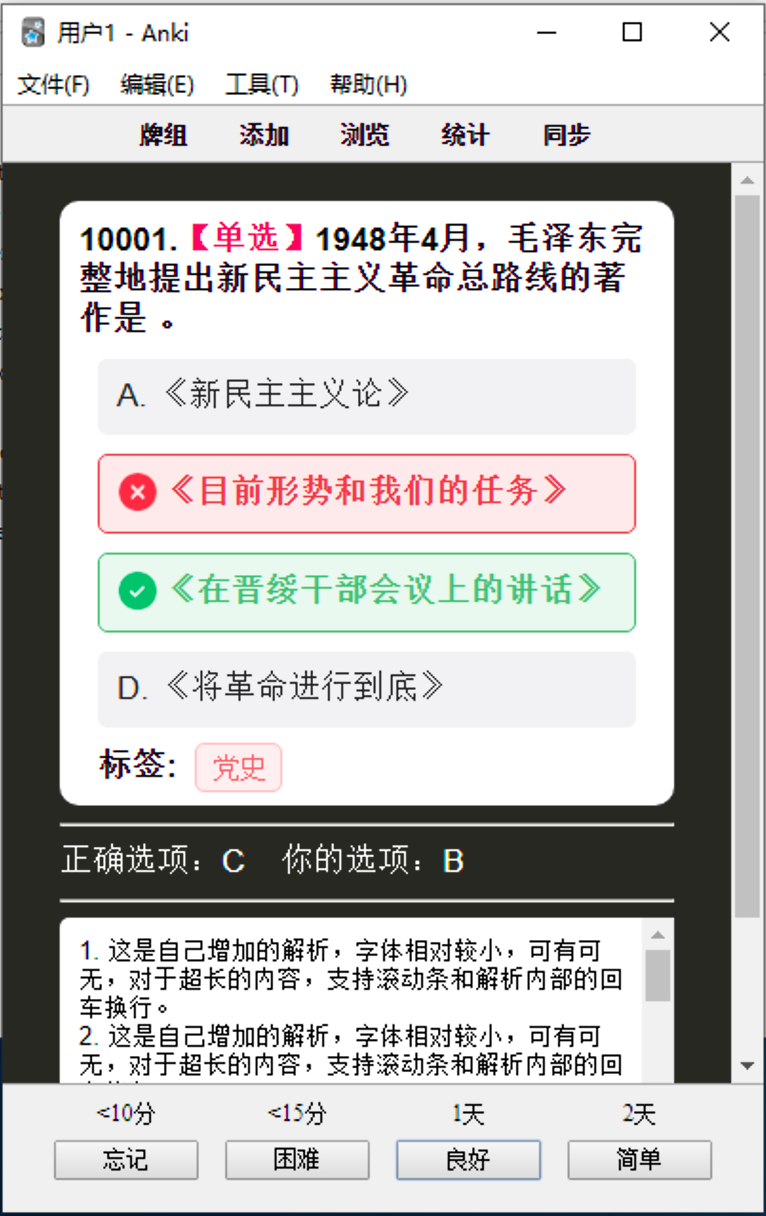 用户1 - Anki
文件(F) 编辑(E) 工具(T) 帮助(H)
牌组 添加 浏览 统计 同步
10001.【单选】1948年4月，毛泽东完
整地提出新民主主义革命总路线的著
作是 。
A. 《新民主主义论》
《目前形势和我们的任务》
《在晋绥干部会议上的讲话》
D. 《将革命进行到底》
标签: 党史
正确选项：C 你的选项：B
1. 这是自己增加的解析，字体相对较小，可有可
无，对于超长的内容，支持滚动条和解析内部的回
车换行。
2. 这是自己增加的解析，字体相对较小，可有可
无，对于超长的内容，支持滚动条和解析内部的回
<10分 <15分 1天 2天
忘记 困难 良好 简单